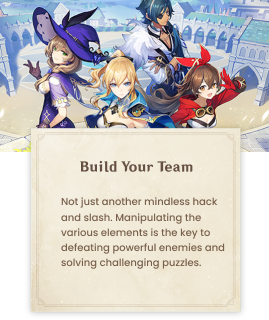 Build Your Team
Not just another mindless hack
and slash. Manipulating the
various elements is the key to
defeating powerful enemies and
solving challenging puzzles.